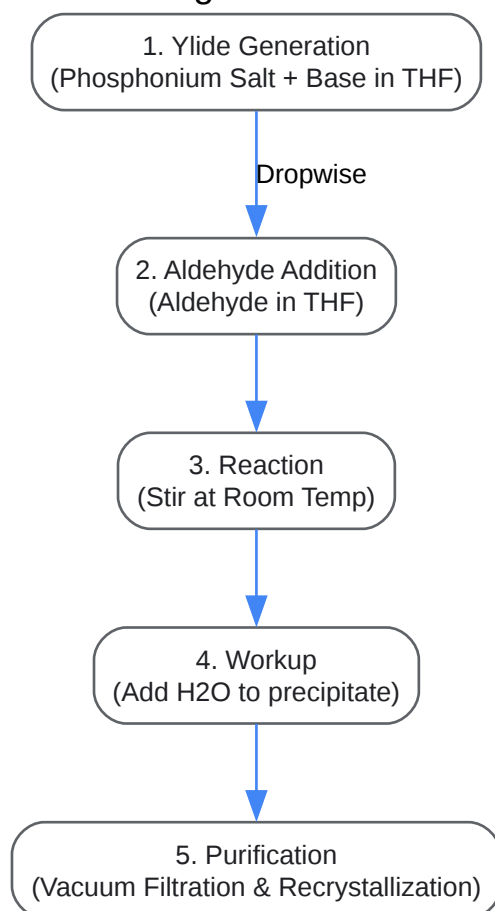 1. Ylide Generation
(Phosphonium Salt + Base in THF)
Dropwise
2. Aldehyde Addition
(Aldehyde in THF)
3. Reaction
(Stir at Room Temp)
4. Workup
(Add H2O to precipitate)
5. Purification
(Vacuum Filtration & Recrystallization)